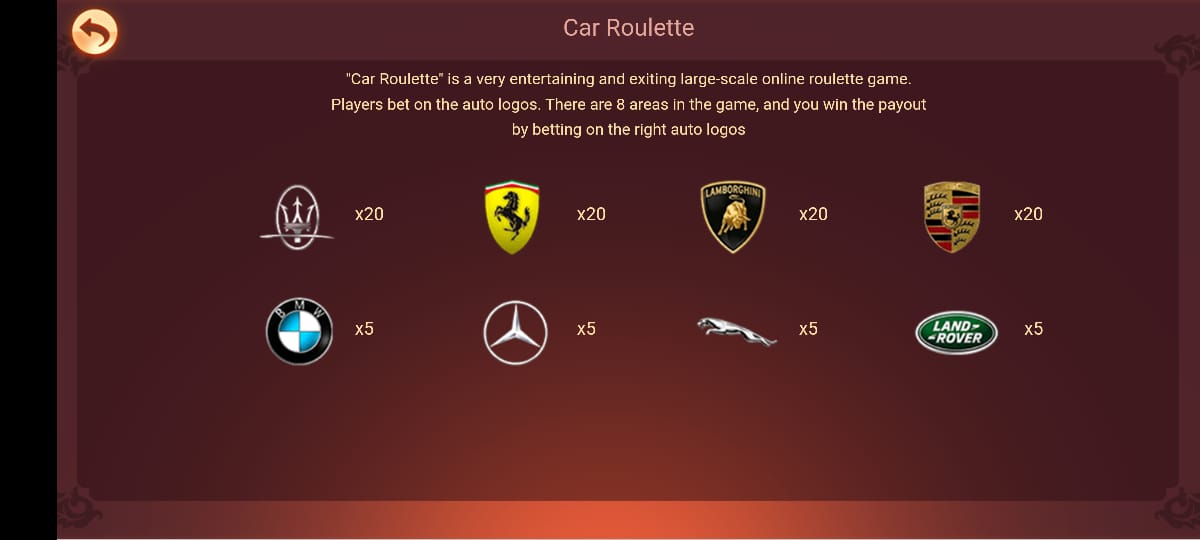 Car Roulette
"Car Roulette" is a very entertaining and exiting large-scale online roulette game.
Players bet on the auto logos. There are 8 areas in the game, and you win the payout
by betting on the right auto logos
x20
x20
LAMBORGHINI
x20
x20
BMW
x5
x5
x5
LAND-
-ROVER
x5